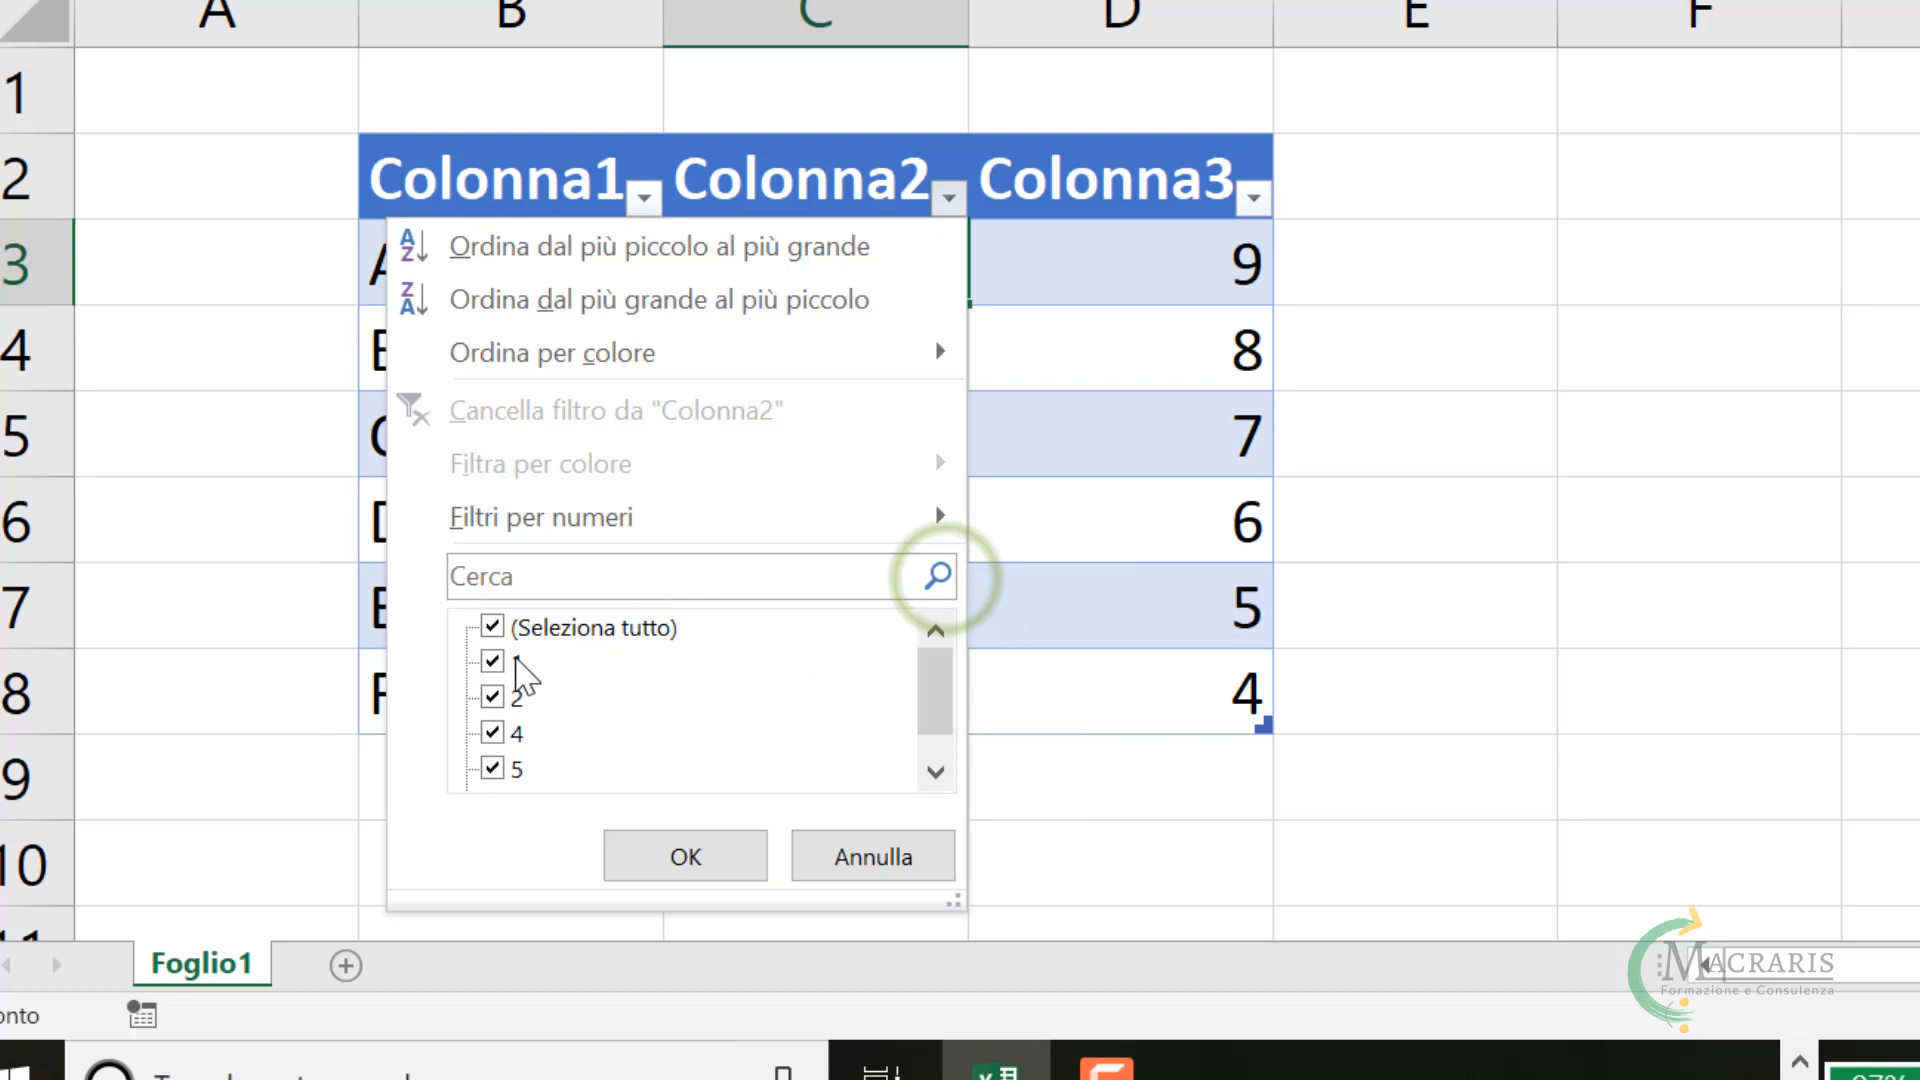 A B C D E F
1
2 Colonna1 Colonna2 Colonna3
3 A 9
4 8
5 7
6 6
7 5
8 4
9
10
11
Ordina dal più piccolo al più grande
Ordina dal più grande al più piccolo
Ordina per colore
Cancella filtro da "Colonna2"
Filtra per colore
Filtri per numeri
Cerca
(Seleziona tutto)
2
4
5
OK Annulla
Foglio1
MACRARIS
Formazione e Consulenza